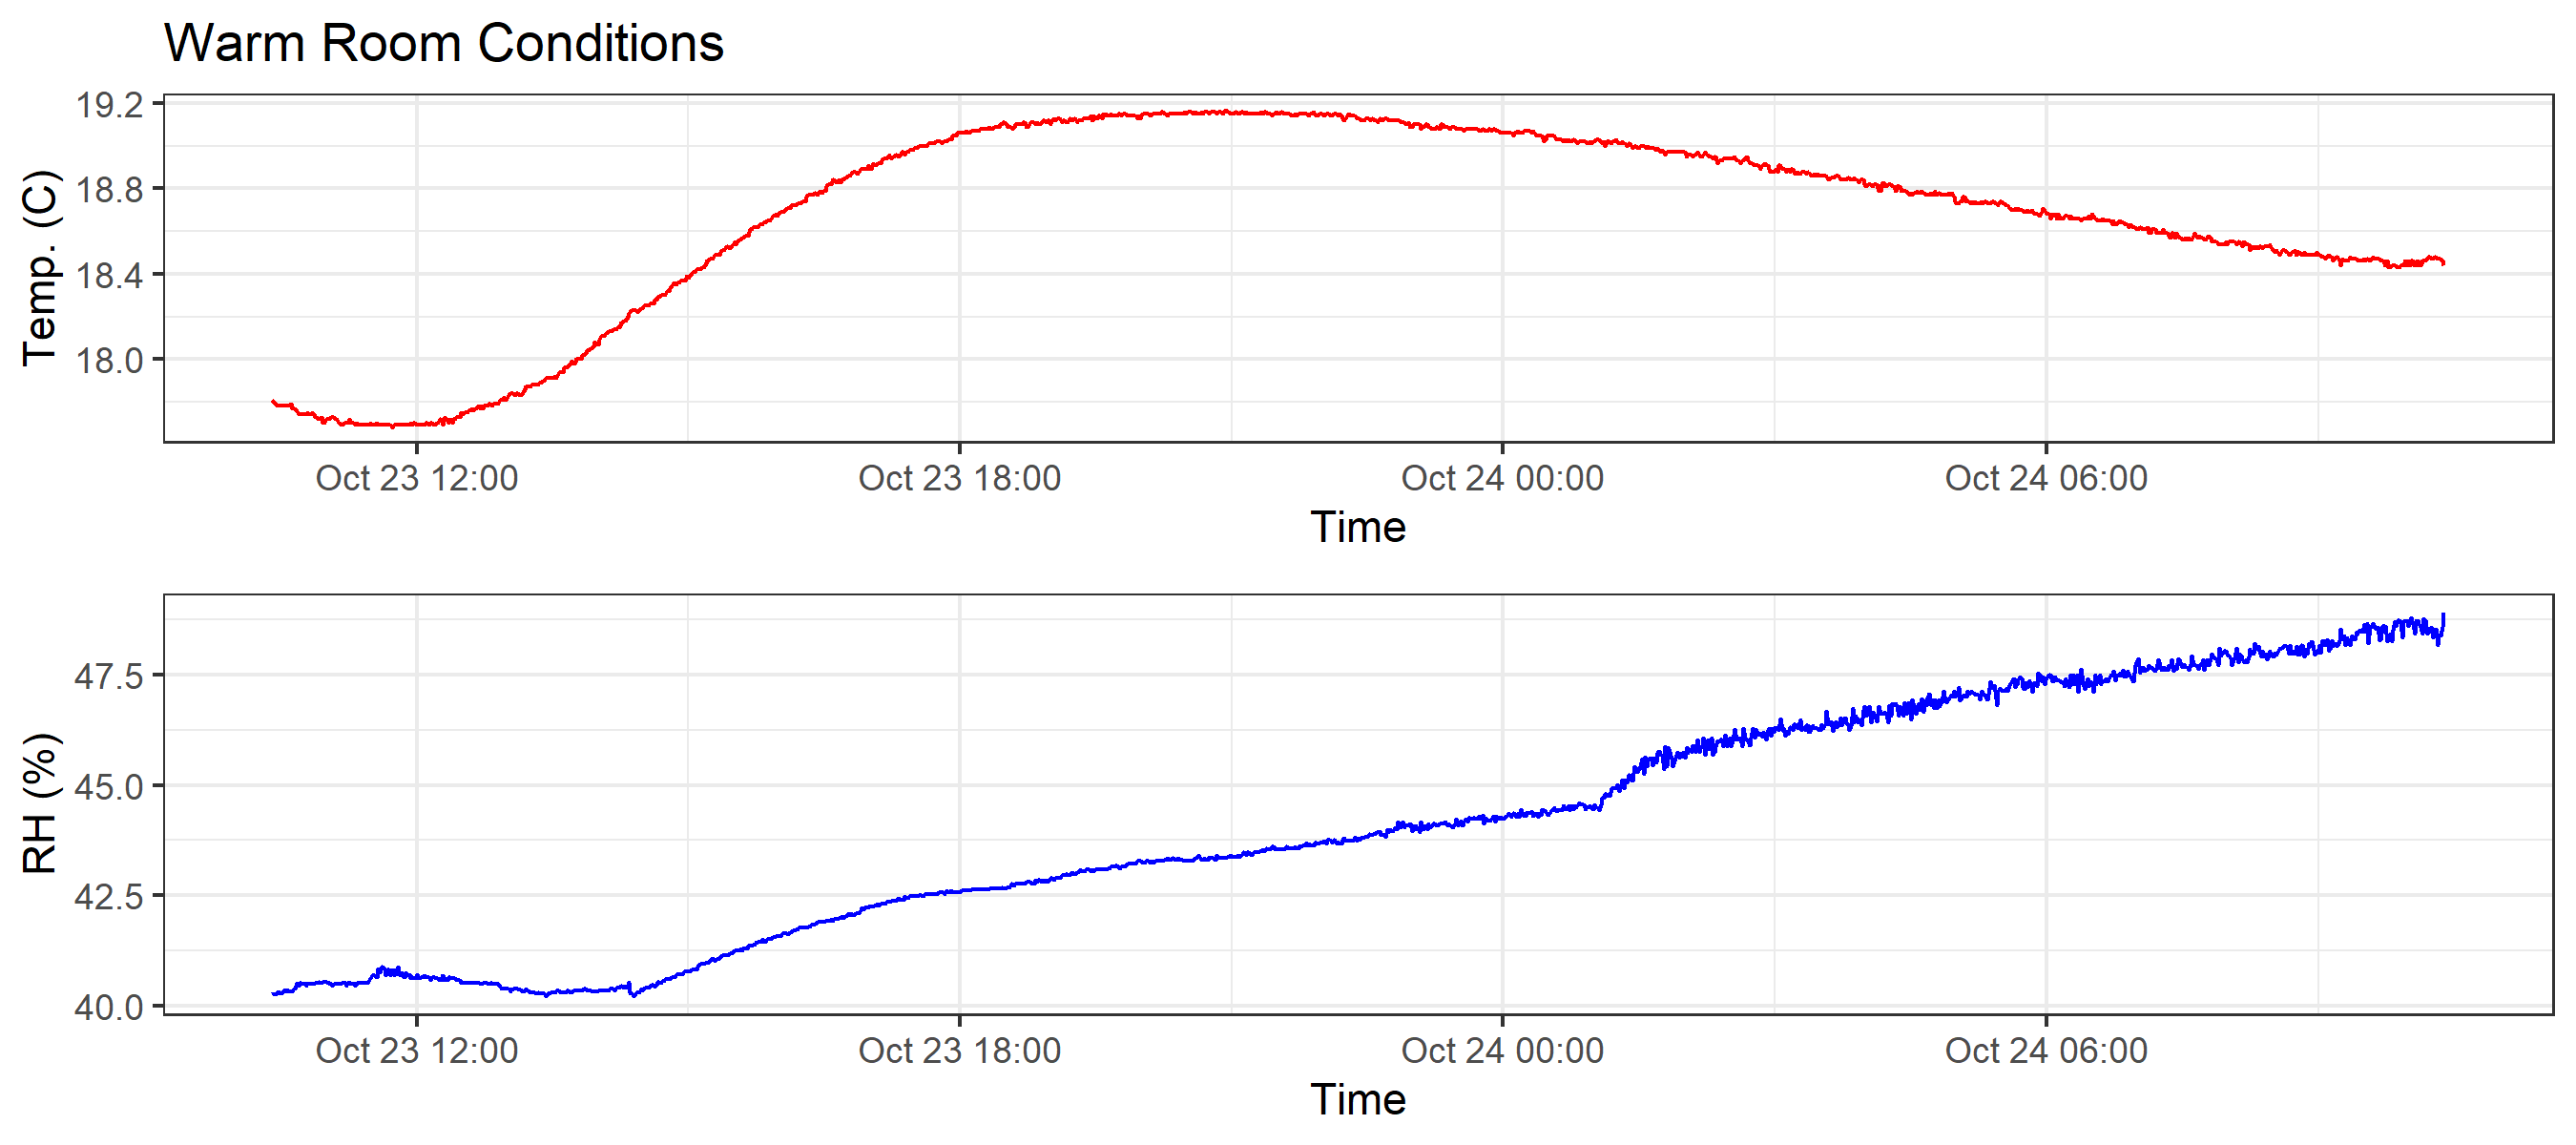 Warm Room Conditions
Temp. (C)
19.2
18.8
18.4
18.0
Oct 23 12:00 Oct 23 18:00 Oct 24 00:00 Oct 24 06:00
Time
RH (%)
47.5
45.0
42.5
40.0
Oct 23 12:00 Oct 23 18:00 Oct 24 00:00 Oct 24 06:00
Time